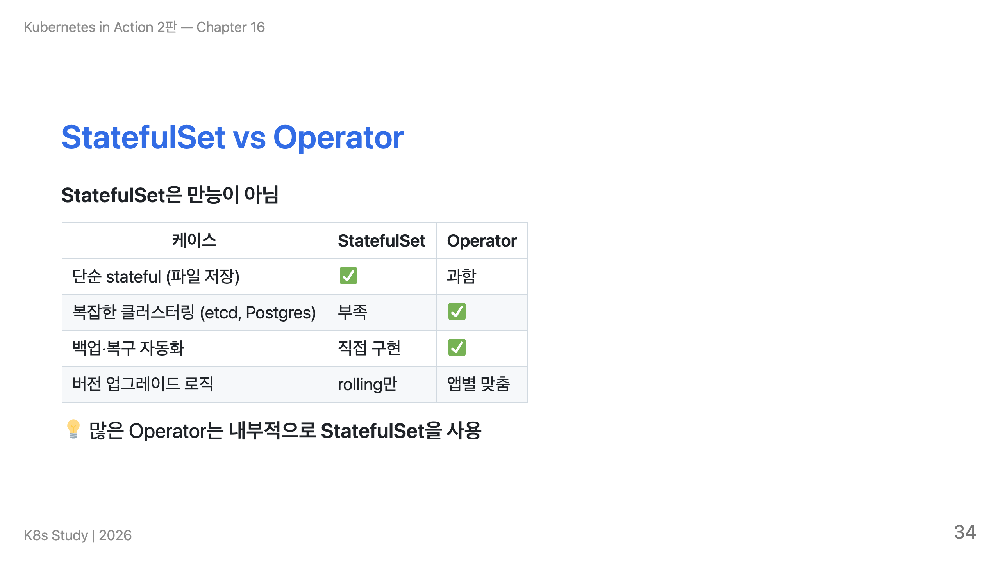 Kubernetes in Action 2판 — Chapter 16
StatefulSet vs Operator
StatefulSet은 만능이 아님
케이스 StatefulSet Operator
단순 stateful (파일 저장) ✅ 과함
복잡한 클러스터링 (etcd, Postgres) 부족 ✅
백업·복구 자동화 직접 구현 ✅
버전 업그레이드 로직 rolling만 앱별 맞춤
💡 많은 Operator는 내부적으로 StatefulSet을 사용
K8s Study | 2026
34